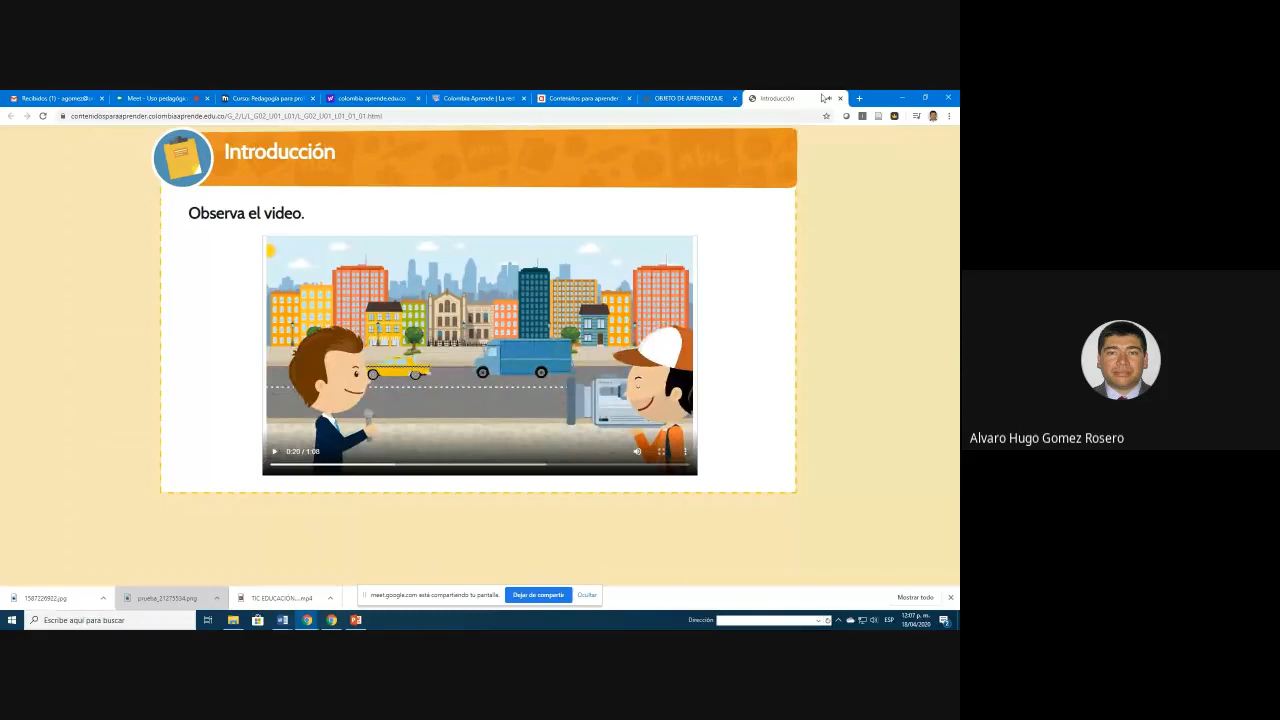 Recibidos (1) - agomez@u
Meet - Uso pedagógic
Curso: Pedagogía para pro
colombia aprende.edu.co
Colombia Aprende | La red
Contenidos para aprender
OBJETO DE APRENDIZAJE
Introducción
contenidosparaaprender.colombiaaprende.edu.co/G_2/L/L_G02_U01_L01/L_G02_U01_L01_01_01.html
Introducción
Observa el video.
0:20 / 1:08
Alvaro Hugo Gomez Rosero
1587226922.jpg
prueba_21275534.png
TIC EDUCACIÓN....mp4
meet.google.com está compartiendo tu pantalla.
Dejar de compartir
Ocultar
Mostrar todo
Escribe aquí para buscar
Dirección
ESP
12:07 p. m.
18/04/2020